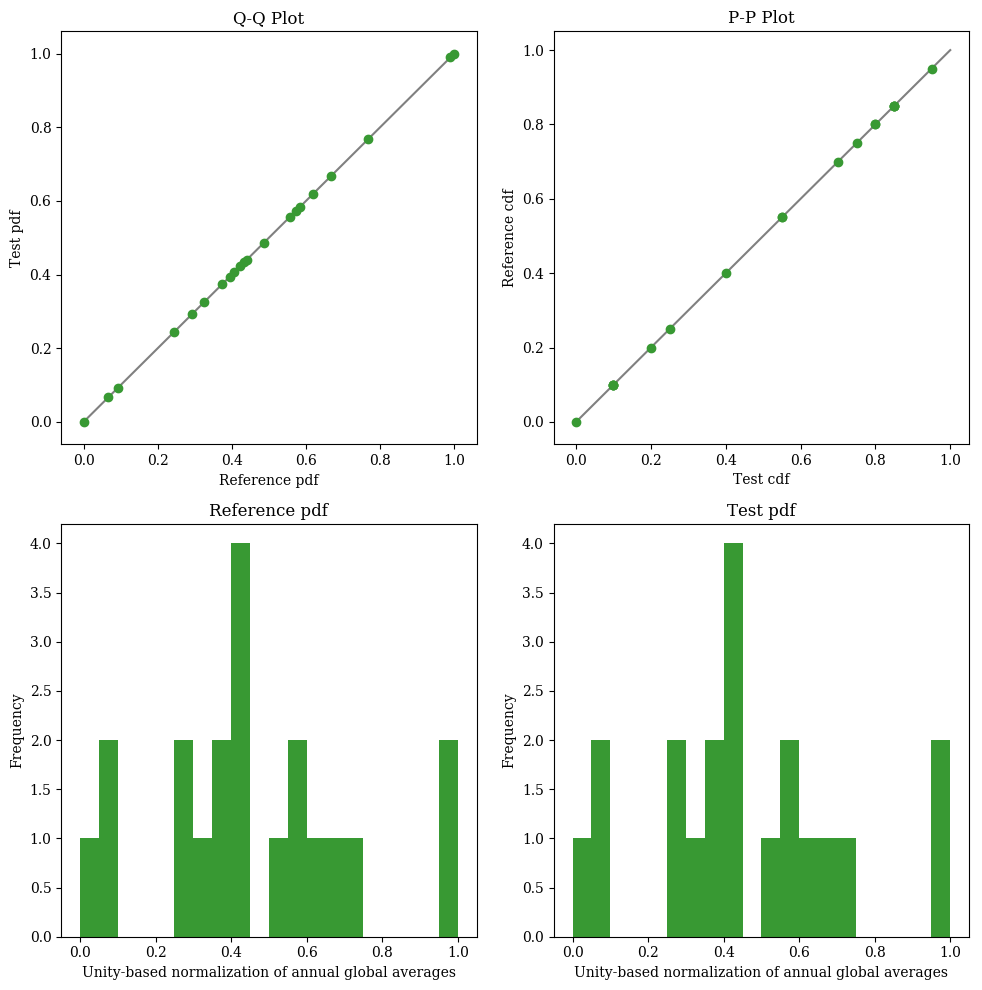 Q-Q Plot
1.0
0.8
0.6
0.4
0.2
0.0
Test pdf
0.0 0.2 0.4 0.6 0.8 1.0
Reference pdf
P-P Plot
1.0
0.8
0.6
0.4
0.2
0.0
Reference cdf
0.0 0.2 0.4 0.6 0.8 1.0
Test cdf
Reference pdf
4.0
3.5
3.0
2.5
2.0
1.5
1.0
0.5
0.0
Frequency
0.0 0.2 0.4 0.6 0.8 1.0
Unity-based normalization of annual global averages
Test pdf
4.0
3.5
3.0
2.5
2.0
1.5
1.0
0.5
0.0
Frequency
0.0 0.2 0.4 0.6 0.8 1.0
Unity-based normalization of annual global averages